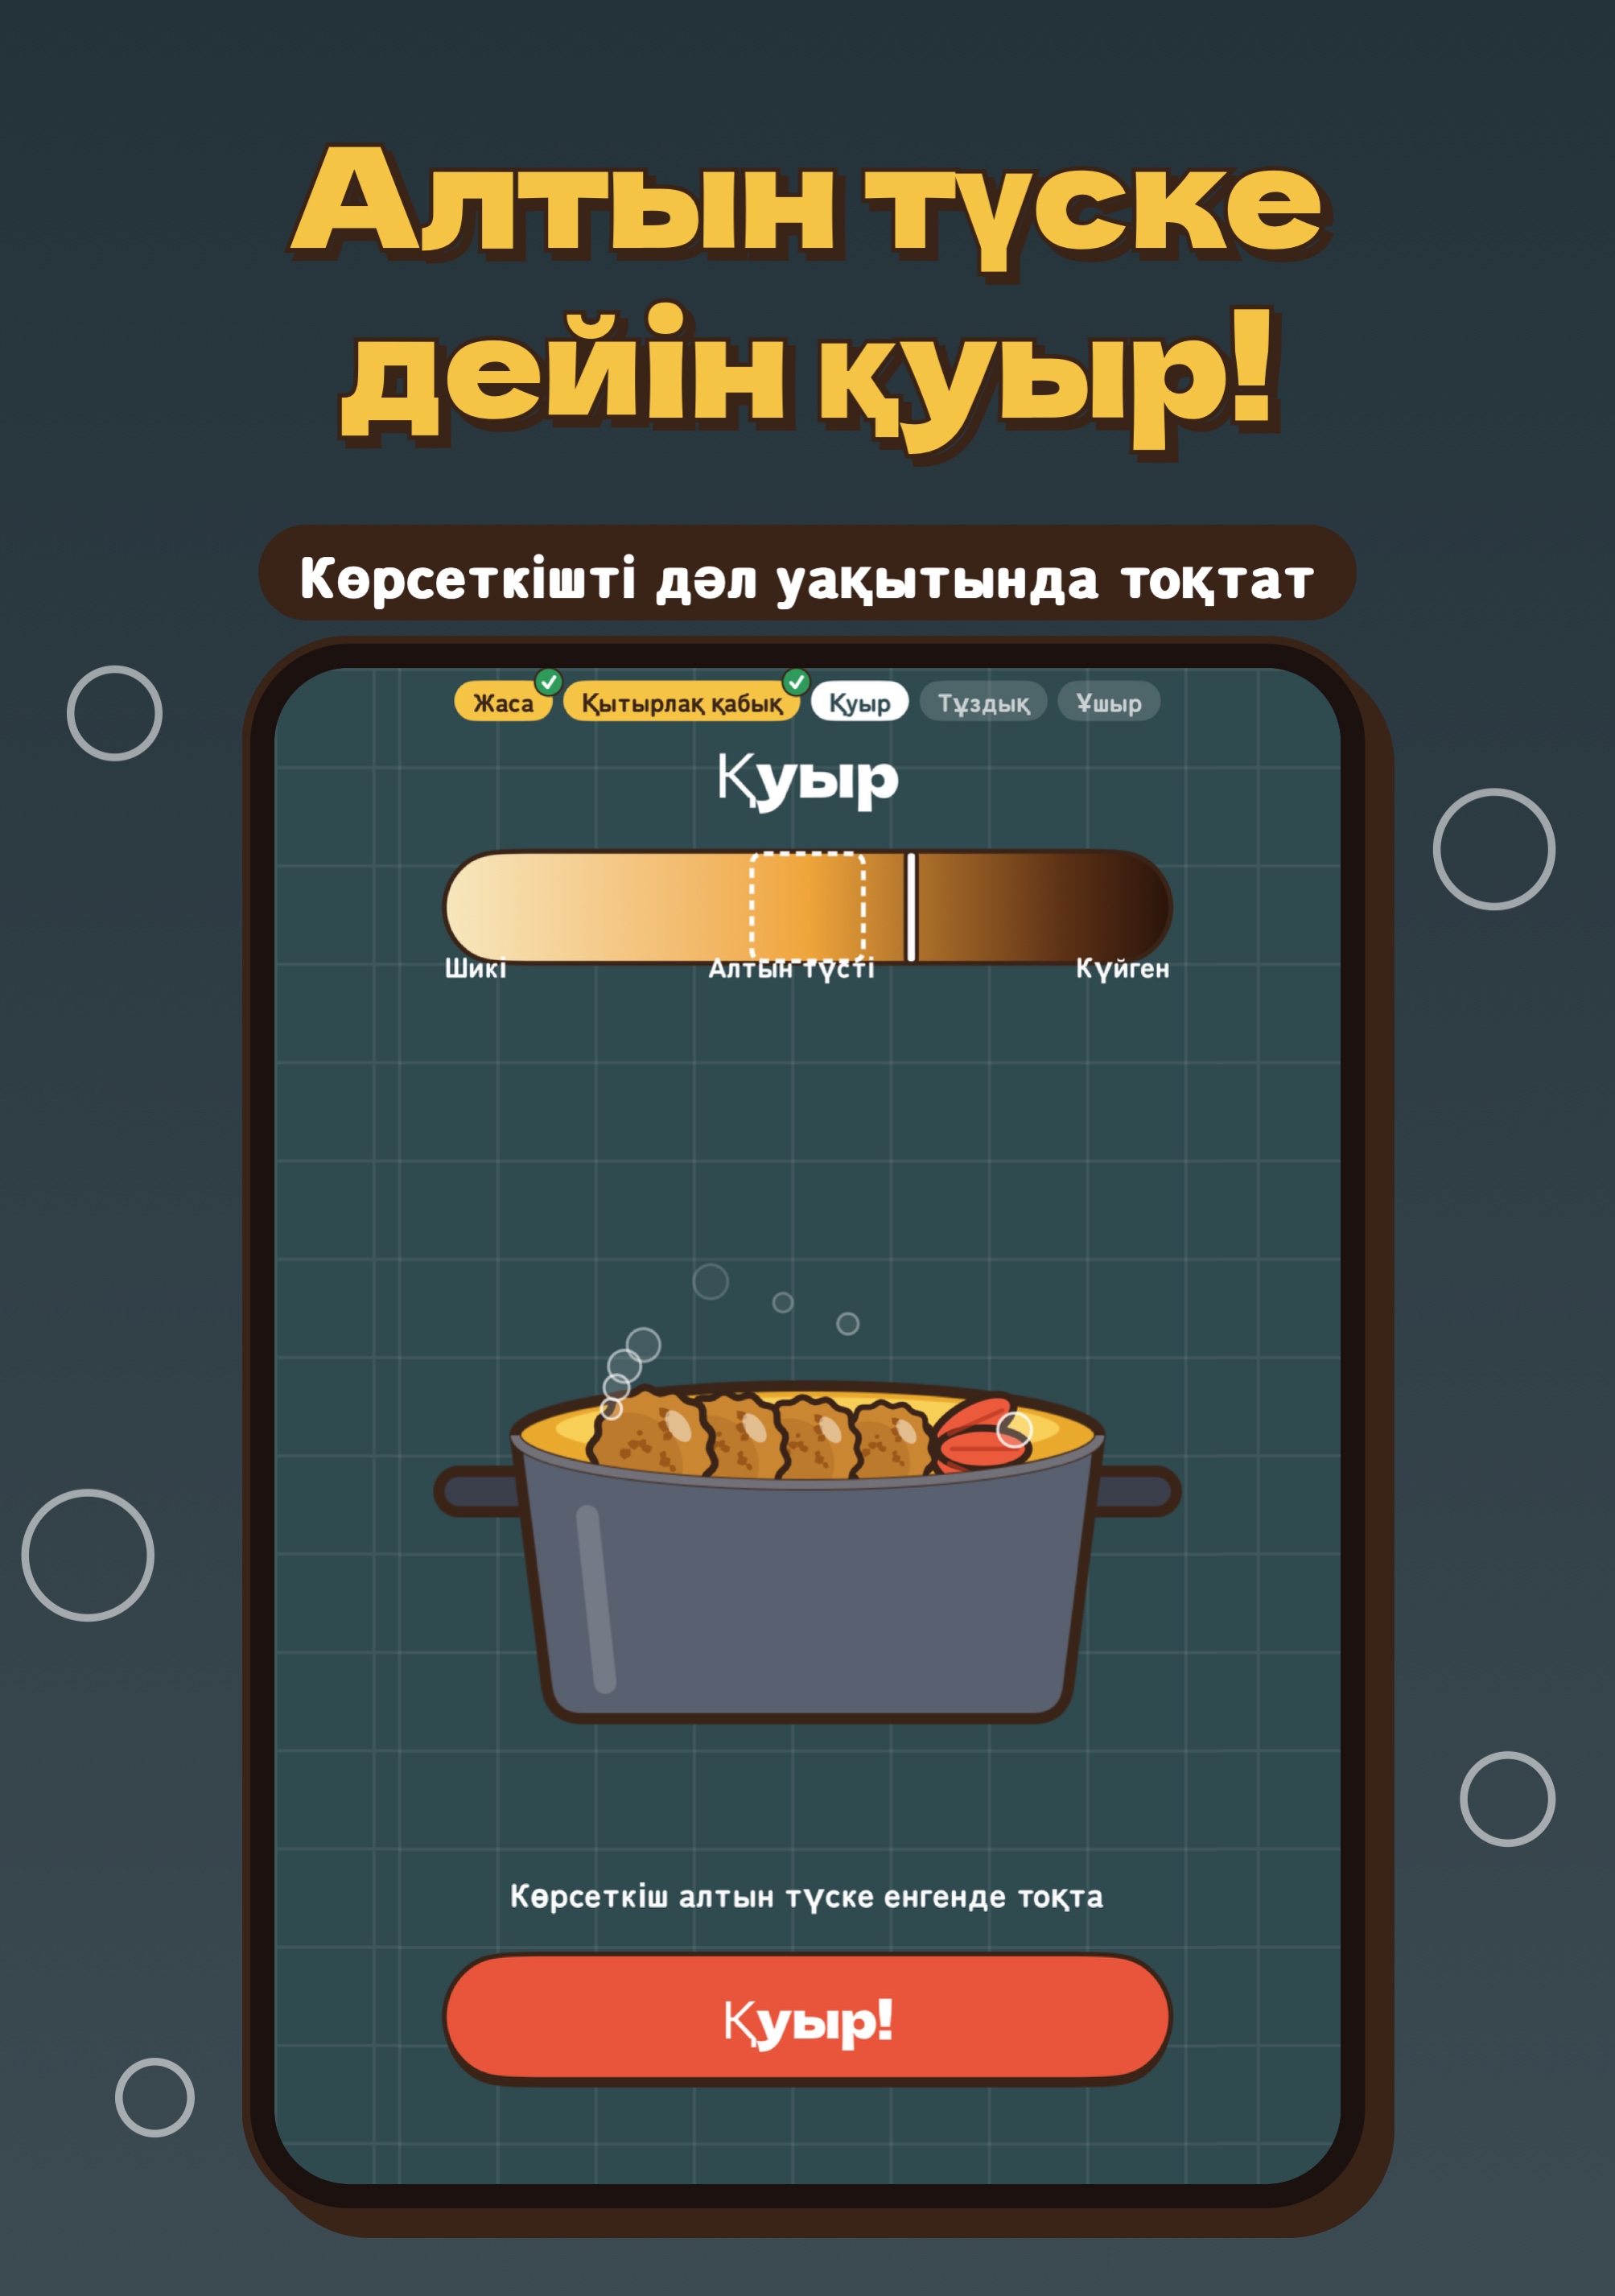 Алтын түске
дейін қуыр!
Көрсеткішті дәл уақытында тоқтат
Жаса Қытырлақ қабық Қуыр Тұздық Ұшыр
Қуыр
Шикі Алтын түсті Күйген
Көрсеткіш алтын түске енгенде тоқта
Қуыр!